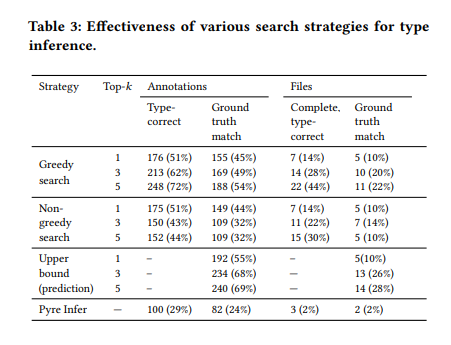 Table 3: Effectiveness of various search strategies for type
inference.
Strategy Top-k Annotations Files
Type-correct Ground truth match Complete, type-correct Ground truth match
Greedy search
1 176 (51%) 155 (45%) 7 (14%) 5 (10%)
3 213 (62%) 169 (49%) 14 (28%) 10 (20%)
5 248 (72%) 188 (54%) 22 (44%) 11 (22%)
Non-greedy search
1 175 (51%) 149 (44%) 7 (14%) 5 (10%)
3 150 (43%) 109 (32%) 11 (22%) 7 (14%)
5 152 (44%) 109 (32%) 15 (30%) 5 (10%)
Upper bound (prediction)
1 – 192 (55%) – 5(10%)
3 – 234 (68%) — 13 (26%)
5 – 240 (69%) — 14 (28%)
Pyre Infer — 100 (29%) 82 (24%) 3 (2%) 2 (2%)